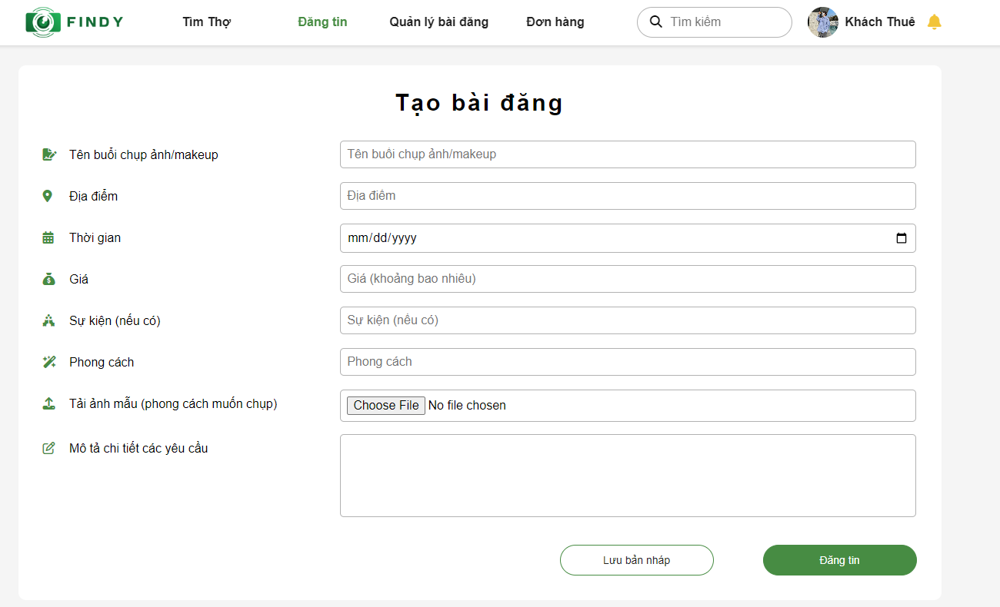 FINDY Tìm Thợ Đăng tin Quản lý bài đăng Đơn hàng Tìm kiếm Khách Thuê
Tạo bài đăng
Tên buổi chụp ảnh/makeup Tên buổi chụp ảnh/makeup
Địa điểm Địa điểm
Thời gian mm/dd/yyyy
Giá Giá (khoảng bao nhiêu)
Sự kiện (nếu có) Sự kiện (nếu có)
Phong cách Phong cách
Tải ảnh mẫu (phong cách muốn chụp) Choose File No file chosen
Mô tả chi tiết các yêu cầu
Lưu bản nháp Đăng tin